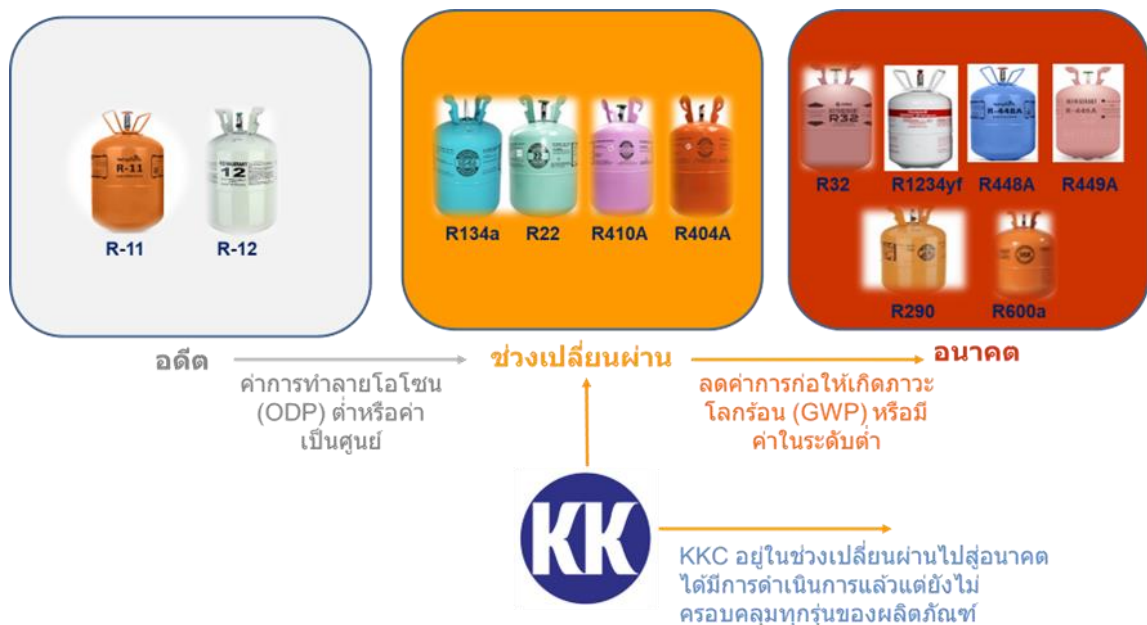 R-11
12
R32
R-448A
R-11
R-12
R134a
R22
R410A
R404A
R32
R1234yf
R448A
R449A
R290
R600a
อดีต
ช่วงเปลี่ยนผ่าน
อนาคต
ค่าการทำลายโอโซน
(ODP) ต่ำหรือค่า
เป็นศูนย์
ลดค่าการก่อให้เกิดภาวะ
โลกร้อน (GWP) หรือมี
ค่าในระดับต่ำ
KK
KKC อยู่ในช่วงเปลี่ยนผ่านไปสู่อนาคต
ได้มีการดำเนินการแล้วแต่ยังไม่
ครอบคลุมทุกรุ่นของผลิตภัณฑ์